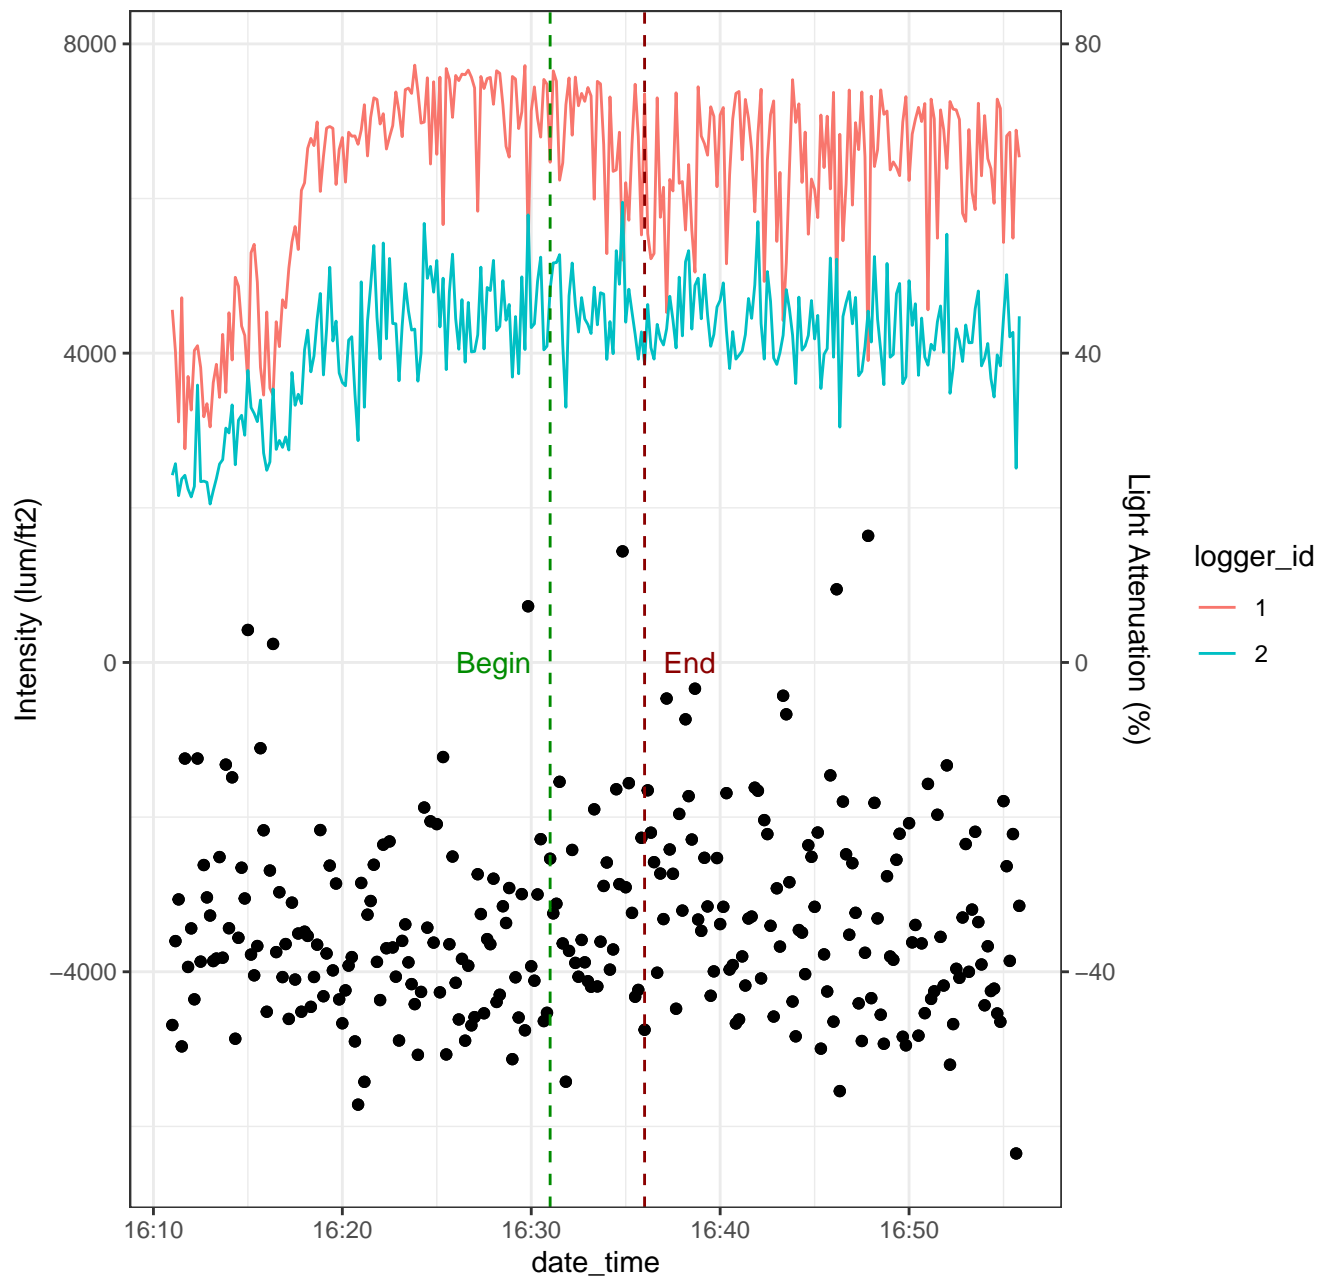 8000
4000
0
−4000
Intensity (lum/ft2)
80
40
0
−40
Light Attenuation (%)
Begin
End
16:10
16:20
16:30
16:40
16:50
date_time
logger_id
1
2